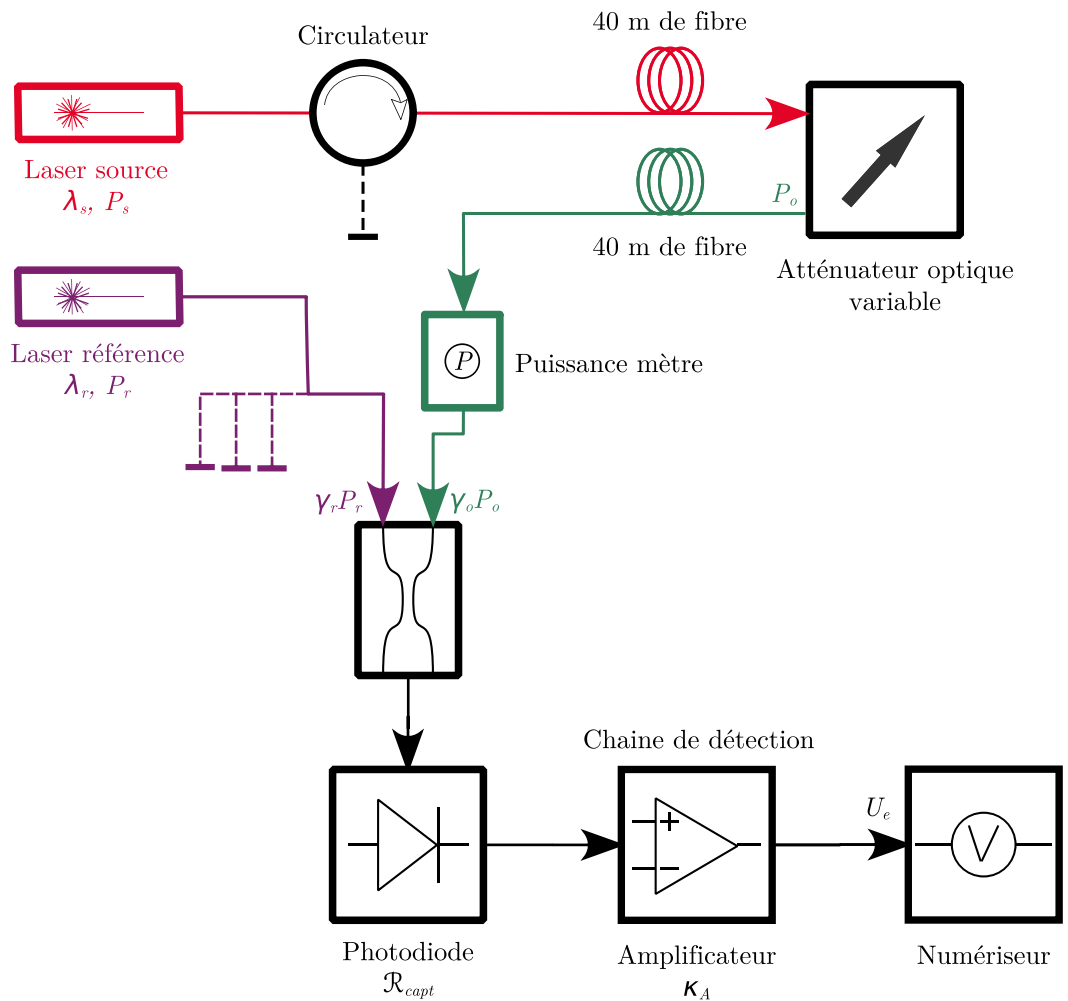 Circulateur
40 m de fibre
Laser source
λs, Ps
Po
40 m de fibre
Atténuateur optique
variable
Laser référence
λr, Pr
P
Puissance mètre
γrPr
γoPo
Chaine de détection
Ue
V
Photodiode
ℛcapt
Amplificateur
κA
Numériseur